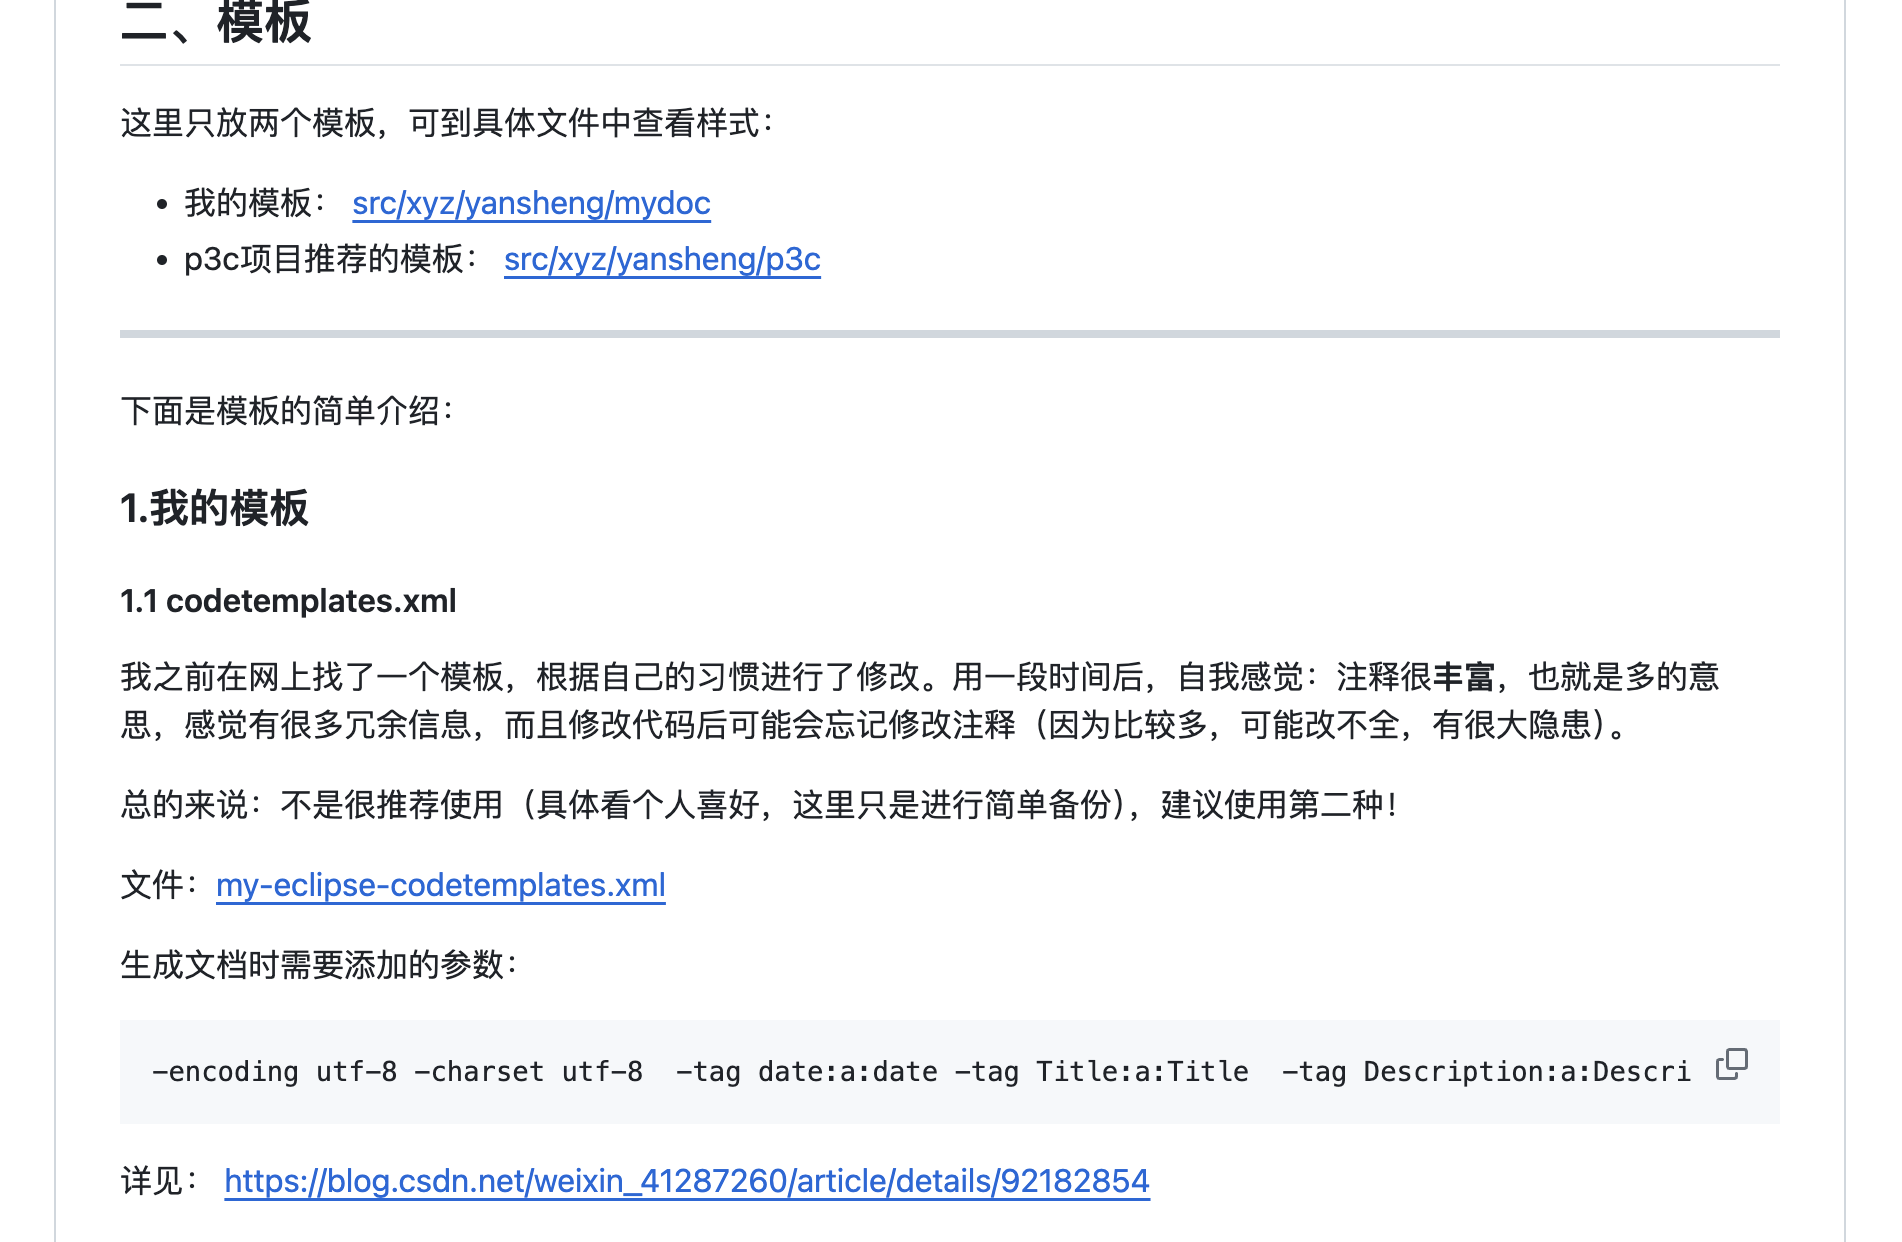 二、模板
这里只放两个模板，可到具体文件中查看样式：
• 我的模板： src/xyz/yansheng/mydoc
• p3c项目推荐的模板： src/xyz/yansheng/p3c
下面是模板的简单介绍：
1.我的模板
1.1 codetemplates.xml
我之前在网上找了一个模板，根据自己的习惯进行了修改。用一段时间后，自我感觉：注释很丰富，也就是多的意
思，感觉有很多冗余信息，而且修改代码后可能会忘记修改注释（因为比较多，可能改不全，有很大隐患）。
总的来说：不是很推荐使用（具体看个人喜好，这里只是进行简单备份），建议使用第二种！
文件：my-eclipse-codetemplates.xml
生成文档时需要添加的参数：
-encoding utf-8 -charset utf-8  -tag date:a:date -tag Title:a:Title  -tag Description:a:Descri
详见： https://blog.csdn.net/weixin_41287260/article/details/92182854